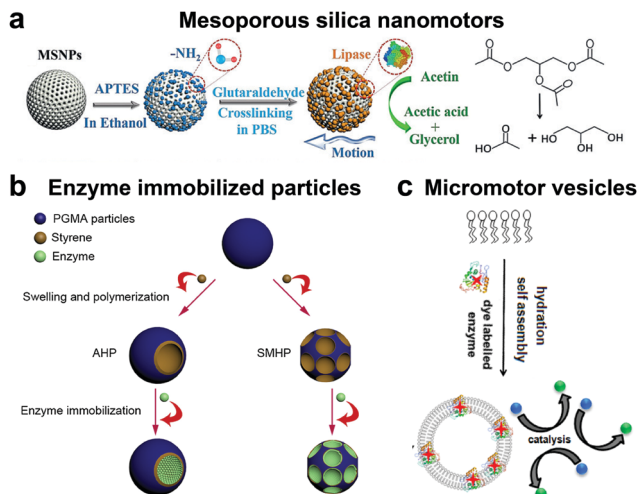 Mesoporous silica nanomotors
a
MSNPs
APTES
In Ethanol
–NH2
Glutaraldehyde
Crosslinking
in PBS
Lipase
Motion
Acetin
Acetic acid
+
Glycerol
O
O
O
O
O
O
HO
O
+
HO
OH
OH
b Enzyme immobilized particles
PGMA particles
Styrene
Enzyme
Swelling and polymerization
AHP
SMHP
Enzyme immobilization
c Micromotor vesicles
dye labelled
enzyme
hydration
self assembly
catalysis